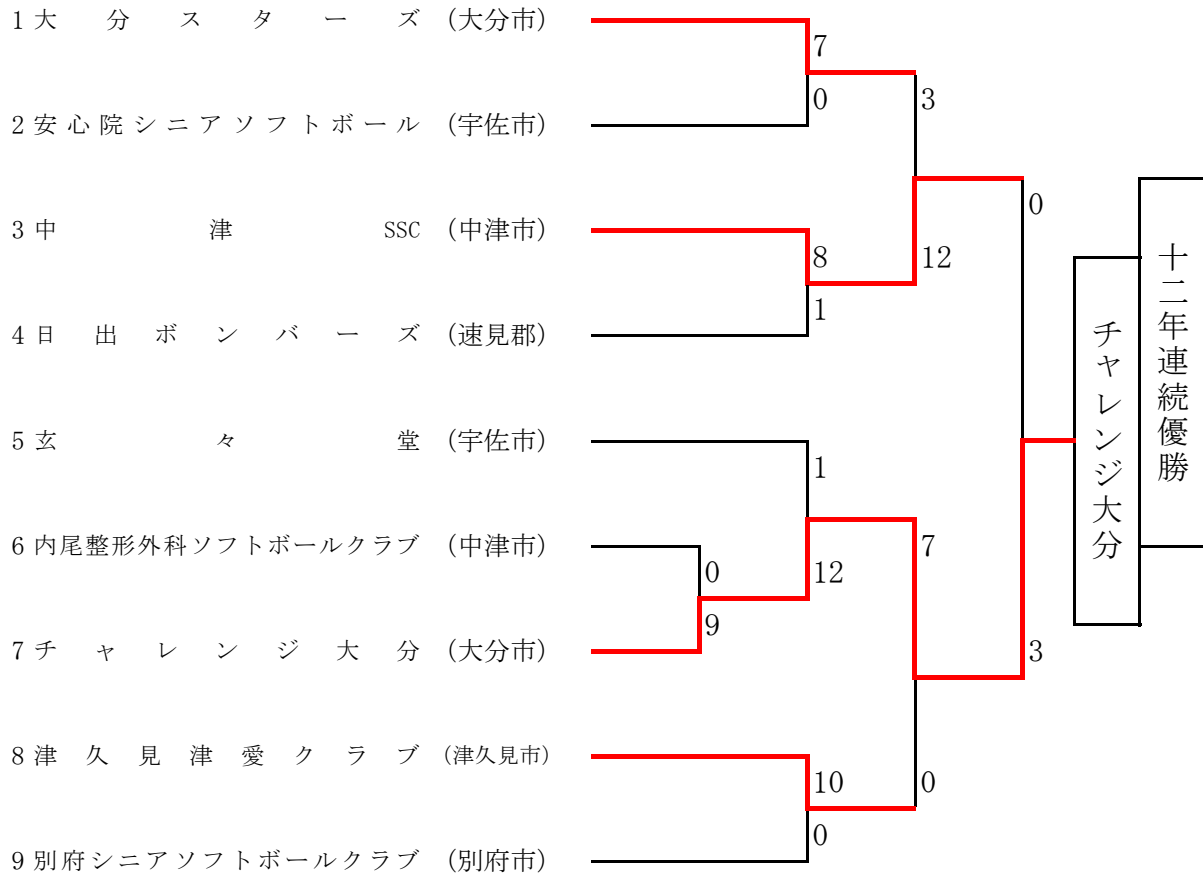 1 大分スターズ (大分市)
7
0
3
2 安心院シニアソフトボール (宇佐市)
0
3 中津SSC (中津市)
8
12
1
4 日出ボンバーズ (速見郡)
十二年連続優勝
チャレンジ大分
5 玄々堂 (宇佐市)
1
6 内尾整形外科ソフトボールクラブ (中津市)
0
12
7
9
7 チャレンジ大分 (大分市)
3
8 津久見津愛クラブ (津久見市)
10
0
0
9 別府シニアソフトボールクラブ (別府市)